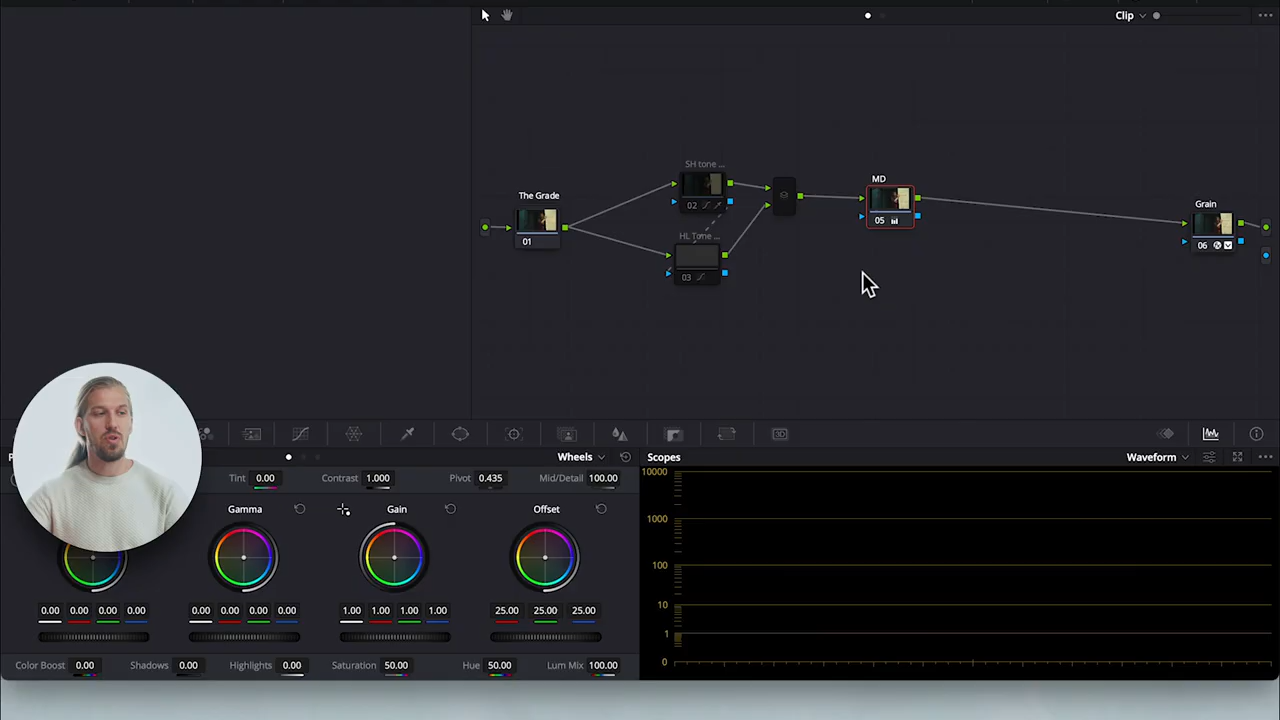 Clip
SH tone ...
MD
The Grade
Grain
02
05
HL Tone ...
01
06
03
Wheels
Scopes
Waveform
Tint 0.00
Contrast 1.000
Pivot 0.435
Mid/Detail 100.00
10000
Gamma
Gain
Offset
1000
100
10
1
0
0.00 0.00 0.00 0.00
0.00 0.00 0.00 0.00
1.00 1.00 1.00 1.00
25.00 25.00 25.00
Color Boost 0.00
Shadows 0.00
Highlights 0.00
Saturation 50.00
Hue 50.00
Lum Mix 100.00